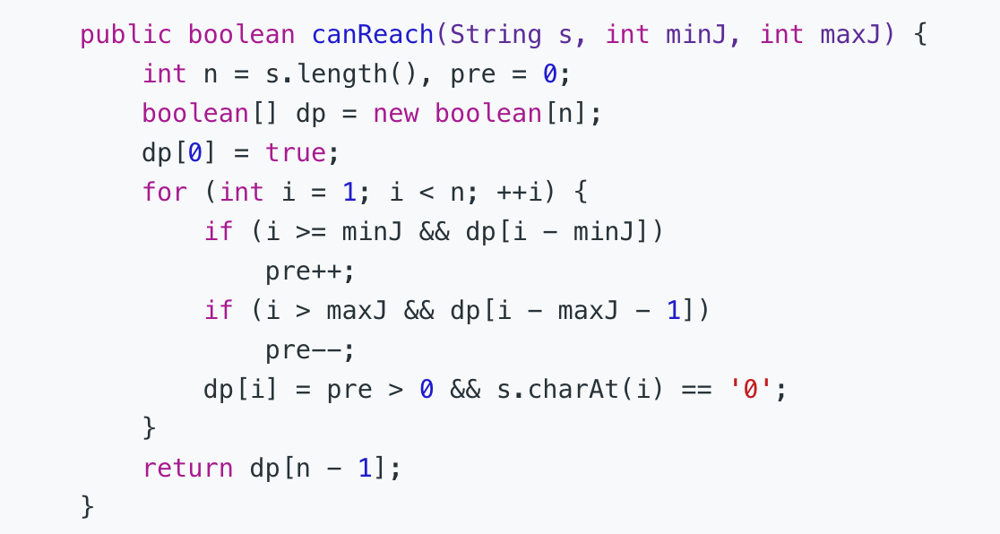 public boolean canReach(String s, int minJ, int maxJ) {
    int n = s.length(), pre = 0;
    boolean[] dp = new boolean[n];
    dp[0] = true;
    for (int i = 1; i < n; ++i) {
        if (i >= minJ && dp[i - minJ])
            pre++;
        if (i > maxJ && dp[i - maxJ - 1])
            pre--;
        dp[i] = pre > 0 && s.charAt(i) == '0';
    }
    return dp[n - 1];
}